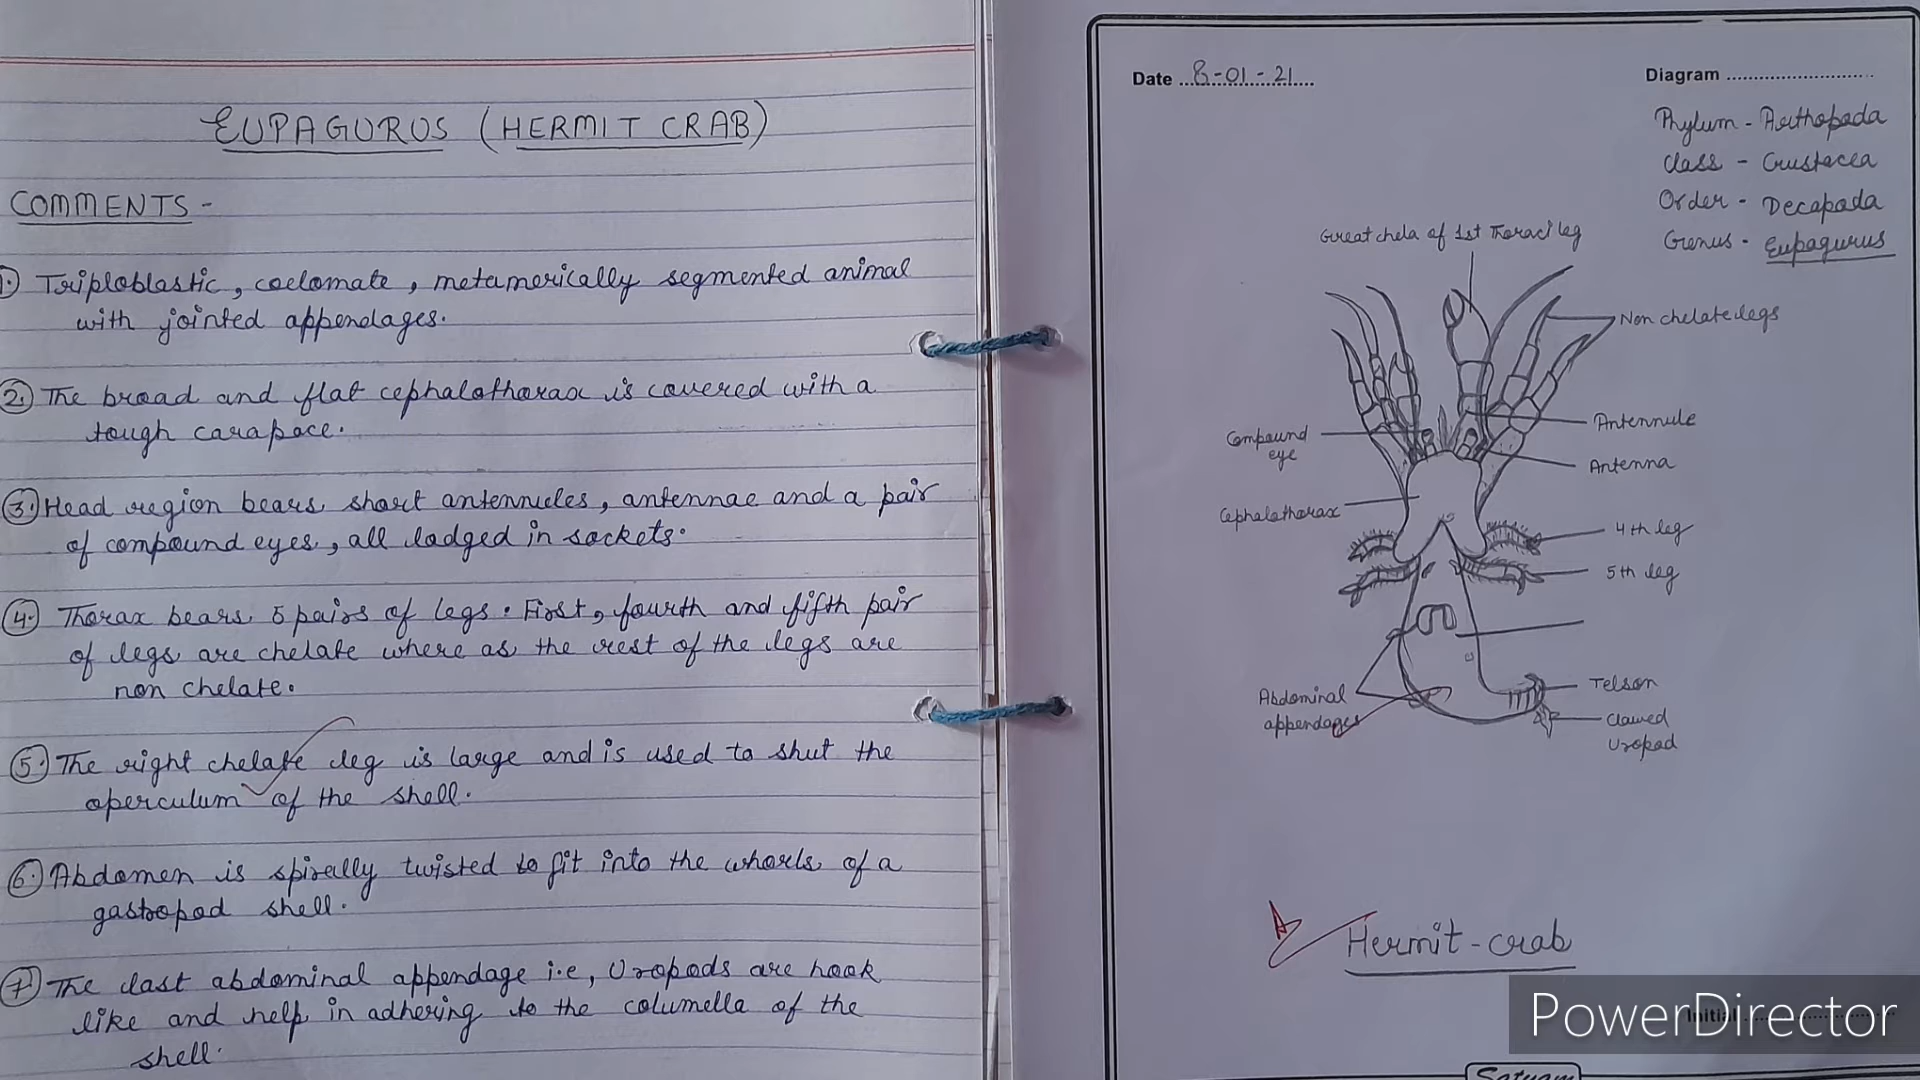 EUPAGURUS (HERMIT CRAB)
COMMENTS -
1. Triploblastic, coelomate, metamerically segmented animal
with jointed appendages.
2. The broad and flat cephalothorax is covered with a
tough carapace.
3. Head region bears short antennules, antennae and a pair
of compound eyes, all lodged in sockets.
4. Thorax bears 5 pairs of legs. First, fourth and fifth pair
of legs are chelate where as the rest of the legs are
non chelate.
5. The right chelate leg is large and is used to shut the
operculum of the shell.
6. Abdomen is spirally twisted to fit into the whorls of a
gastropod shell.
7. The last abdominal appendage i.e, Uropods are hook
like and help in adhering to the columella of the
shell.
Date 8-01-21
Diagram
Phylum - Arthopoda
Class - Crustacea
Order - Decapoda
Genus - Eupagurus
Great chela of 1st Thoraci leg
Non chelate legs
Antennule
Compound
eye
Antenna
Cephalothorax
4th leg
5th leg
Telson
Abdominal
appendages
Clawed
Uropod
A
Hermit-crab
PowerDirector
Initial
Satyam